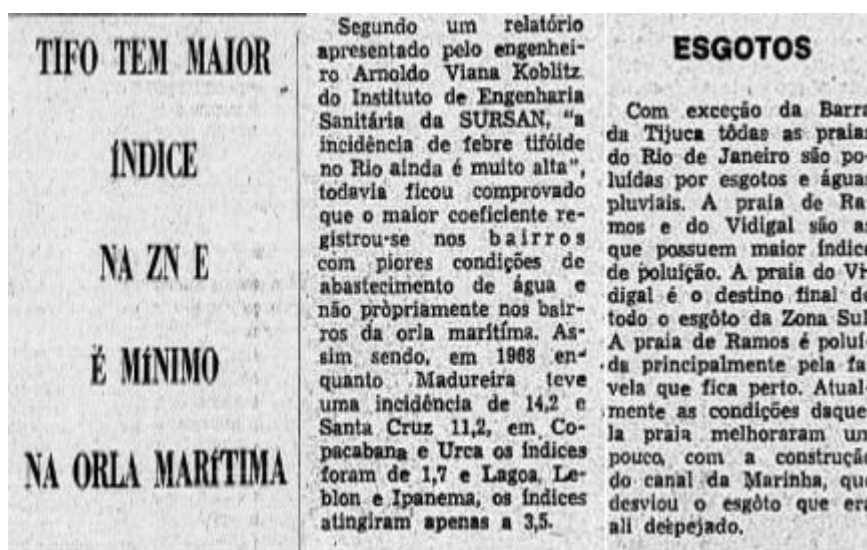 TIFO TEM MAIOR
ÍNDICE
NA ZN E
É MÍNIMO
NA ORLA MARÍTIMA
Segundo um relatório
apresentado pelo engenhei-
ro Arnoldo Viana Koblitz
do Instituto de Engenharia
Sanitária da SURSAN, "a
incidência de febre tifóide
no Rio ainda é muito alta",
todavia ficou comprovado
que o maior coeficiente re-
gistrou-se nos bairros
com piores condições de
abastecimento de água e
não pròpriamente nos bair-
ros da orla marítima. As-
sim sendo, em 1968 en-
quanto Madureira teve
uma incidência de 14,2 e
Santa Cruz 11,2, em Co-
pacabana e Urca os índices
foram de 1,7 e Lagoa, Le-
blon e Ipanema, os índices
atingiram apenas a 3,5.
ESGOTOS
Com exceção da Barra
da Tijuca tôdas as praias
do Rio de Janeiro são po-
luídas por esgotos e águas
pluviais. A praia de Ra-
mos e do Vidigal são as
que possuem maior índice
de poluição. A praia do Vi-
digal é o destino final de
todo o esgôto da Zona Sul.
A praia de Ramos é poluí-
da principalmente pela fa-
vela que fica perto. Atual-
mente as condições daque-
la praia melhoraram um
pouco, com a construção
do canal da Marinha, que
desviou o esgôto que era
ali despejado.